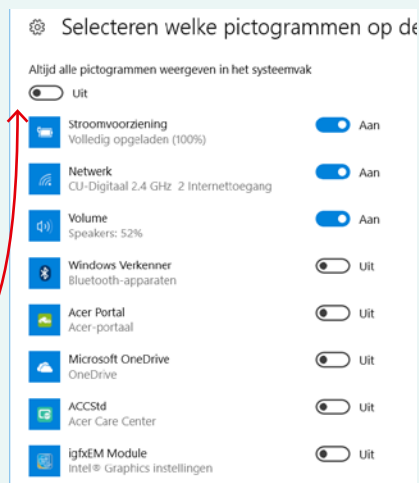 Selecteren welke pictogrammen op de
Altijd alle pictogrammen weergeven in het systeemvak
Uit
Stroomvoorziening Aan
Volledig opgeladen (100%)
Netwerk Aan
CU-Digitaal 2.4 GHz 2 Internettoegang
Volume Aan
Speakers: 52%
Windows Verkenner Uit
Bluetooth-apparaten
Acer Portal Uit
Acer-portaal
Microsoft OneDrive Uit
OneDrive
ACCStd Uit
Acer Care Center
igfxEM Module Uit
Intel® Graphics instellingen